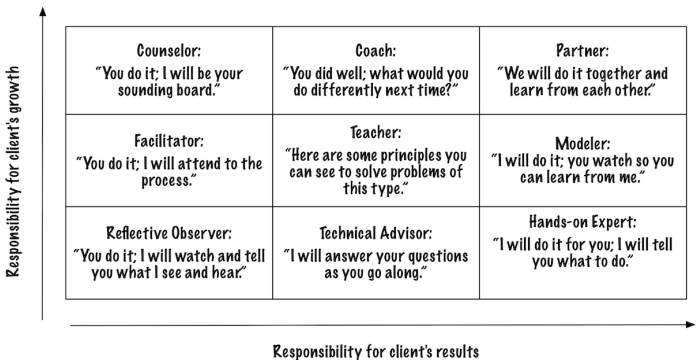 Responsibility for client's growth
Counselor:
"You do it; I will be your
sounding board."
Coach:
"You did well; what would you
do differently next time?"
Partner:
"We will do it together and
learn from each other."
Facilitator:
"You do it; I will attend to the
process."
Teacher:
"Here are some principles you
can see to solve problems of
this type."
Modeler:
"I will do it; you watch so you
can learn from me."
Reflective Observer:
"You do it; I will watch and tell
you what I see and hear."
Technical Advisor:
"I will answer your questions
as you go along."
Hands-on Expert:
"I will do it for you; I will tell
you what to do."
Responsibility for client's results